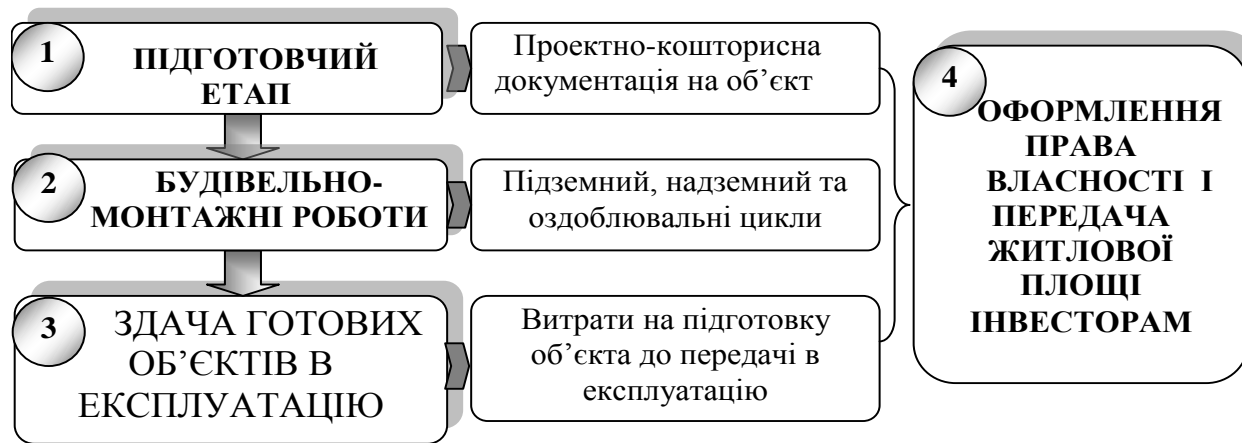 1
ПІДГОТОВЧИЙ
ЕТАП
Проектно-кошторисна
документація на об’єкт
2
БУДІВЕЛЬНО-
МОНТАЖНІ РОБОТИ
Підземний, надземний та
оздоблювальні цикли
3
ЗДАЧА ГОТОВИХ
ОБ’ЄКТІВ В
ЕКСПЛУАТАЦІЮ
Витрати на підготовку
об’єкта до передачі в
експлуатацію
4
ОФОРМЛЕННЯ
ПРАВА
ВЛАСНОСТІ І
ПЕРЕДАЧА
ЖИТЛОВОЇ
ПЛОЩІ
ІНВЕСТОРАМ